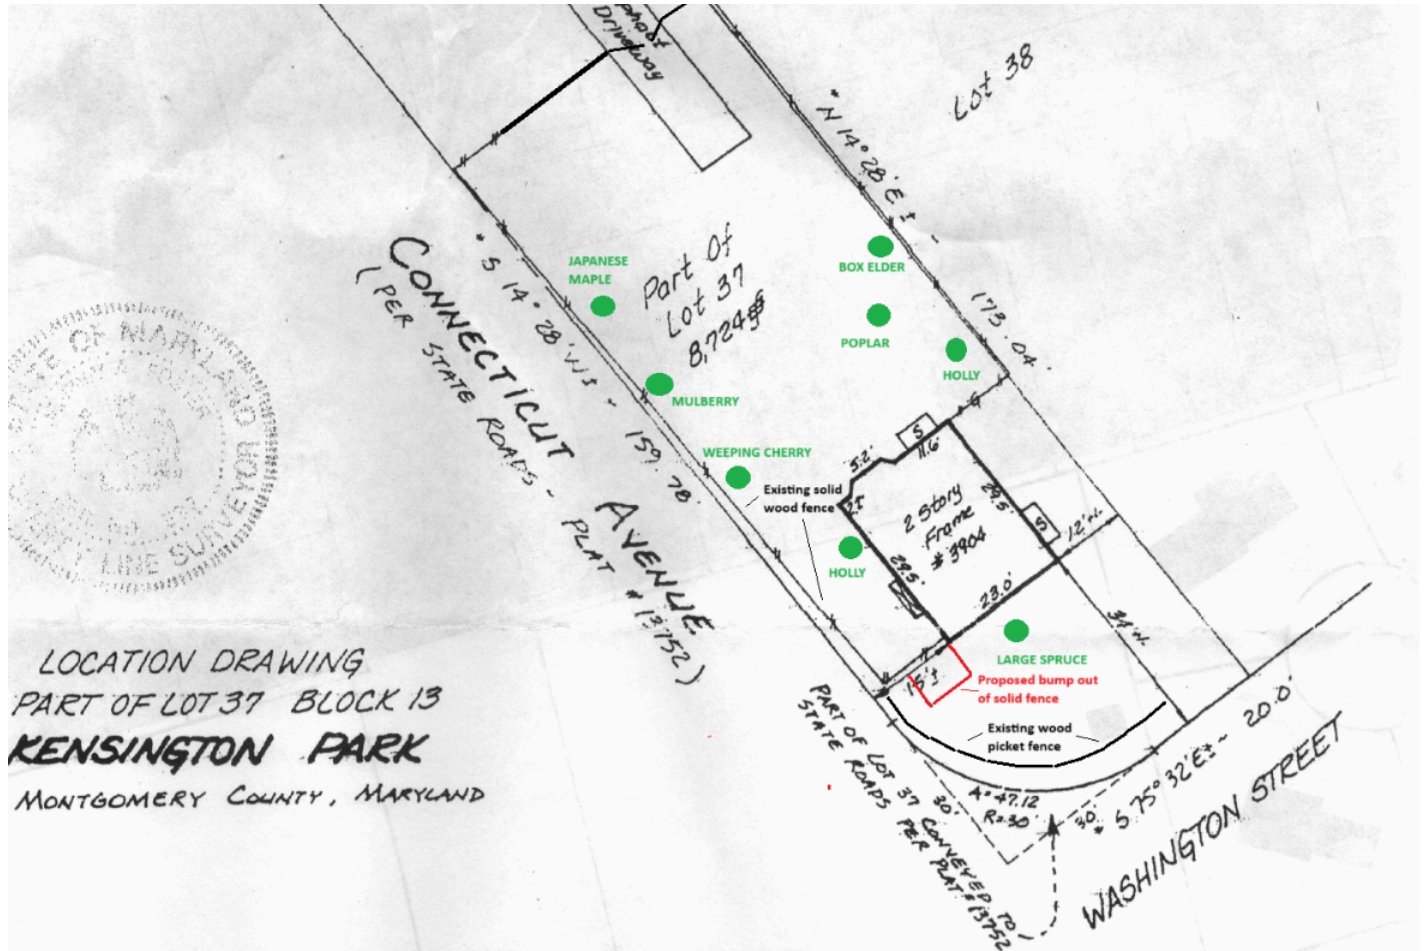 Driveway
Lot 38
N 14° 28' E ±
173.04'
CONNECTICUT AVENUE
( PER STATE ROADS - PLAT # 13752 )
S 14° 28' W ± - 159.78'
JAPANESE
MAPLE
Part Of
Lot 37
8,724
BOX ELDER
POPLAR
HOLLY
MULBERRY
WEEPING CHERRY
Existing solid
wood fence
HOLLY
S
11.6'
5.2'
29.5'
S
12'
2 Story
Frame
# 3904
29.5'
23.0'
34'
LARGE SPRUCE
15'±
Proposed bump out
of solid fence
Existing wood
picket fence
A=47.12
R=30'
30'
30'
S 75° 32' E ± ~ 20.0'
WASHINGTON STREET
PART OF LOT 37 CONVEYED TO
STATE ROADS PER PLAT # 13752
STATE OF MARYLAND
PROPERTY LINE SURVEYOR
LOCATION DRAWING
PART OF LOT 37 BLOCK 13
KENSINGTON PARK
MONTGOMERY COUNTY, MARYLAND